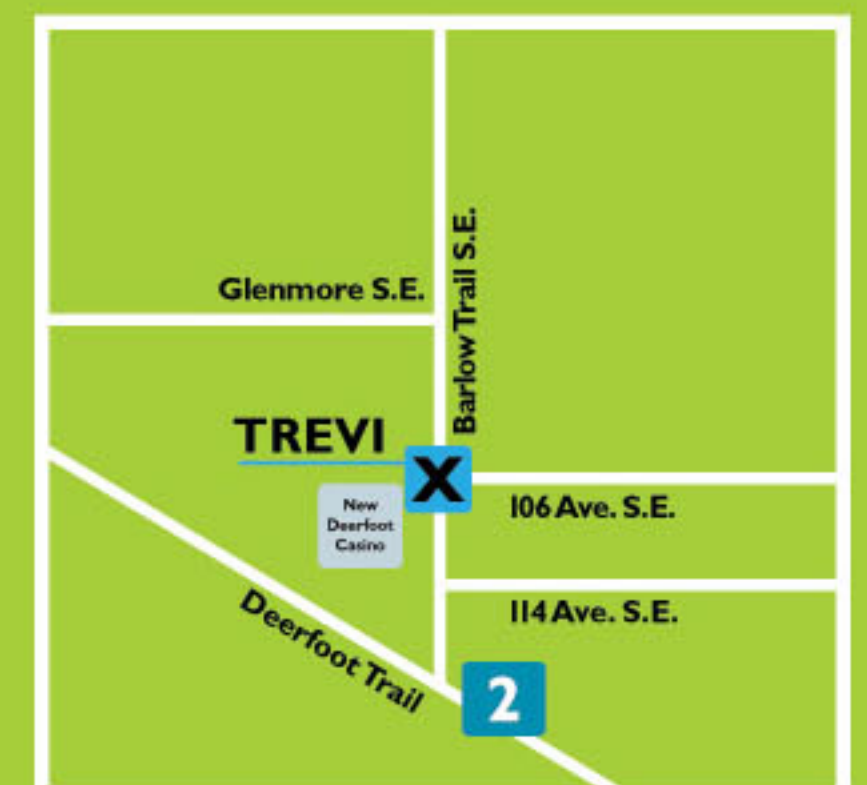 Glenmore S.E.
Barlow Trail S.E.
TREVI
X
New
Deerfoot
Casino
106 Ave. S.E.
114 Ave. S.E.
Deerfoot Trail
2